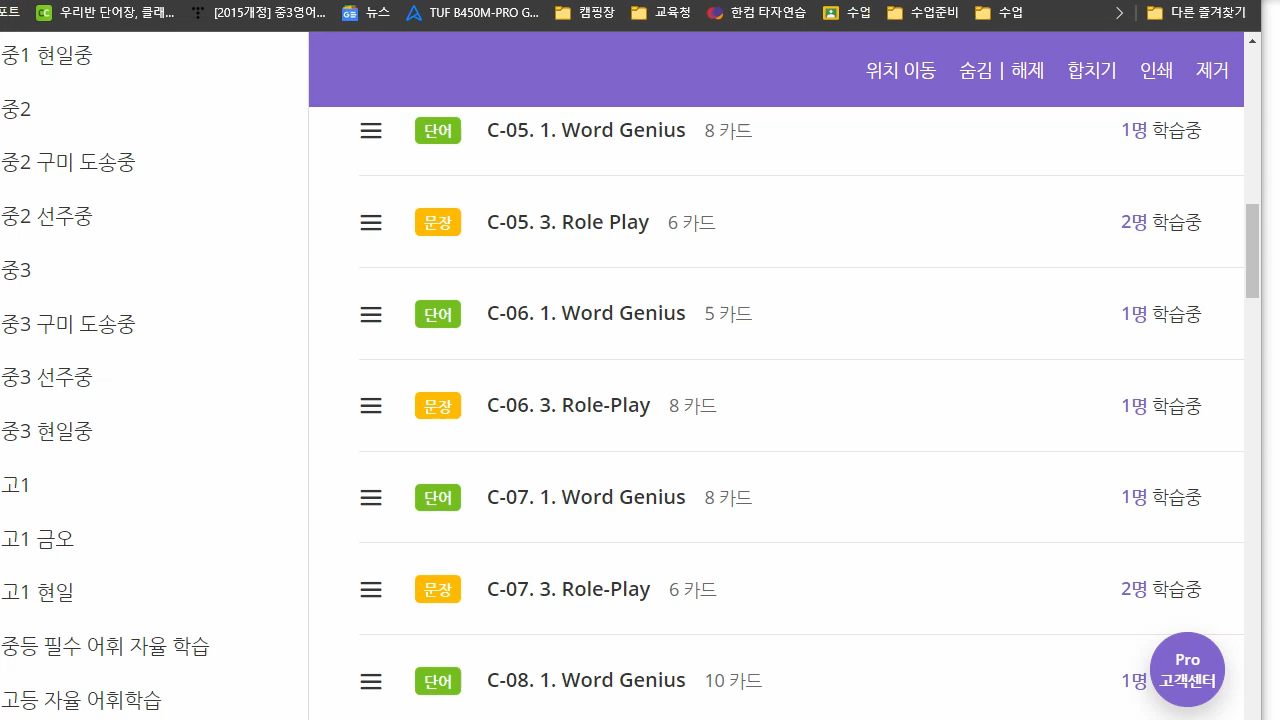 포트
우리반 단어장, 클래...
[2015개정] 중3영어...
뉴스
TUF B450M-PRO G...
캠핑장
교육청
한컴 타자연습
수업
수업준비
수업
다른 즐겨찾기
중1 현일중
중2
중2 구미 도송중
중2 선주중
중3
중3 구미 도송중
중3 선주중
중3 현일중
고1
고1 금오
고1 현일
중등 필수 어휘 자율 학습
고등 자율 어휘학습
위치 이동 숨김 | 해제 합치기 인쇄 제거
단어 C-05. 1. Word Genius 8 카드 1명 학습중
문장 C-05. 3. Role Play 6 카드 2명 학습중
단어 C-06. 1. Word Genius 5 카드 1명 학습중
문장 C-06. 3. Role-Play 8 카드 1명 학습중
단어 C-07. 1. Word Genius 8 카드 1명 학습중
문장 C-07. 3. Role-Play 6 카드 2명 학습중
단어 C-08. 1. Word Genius 10 카드 1명
Pro
고객센터